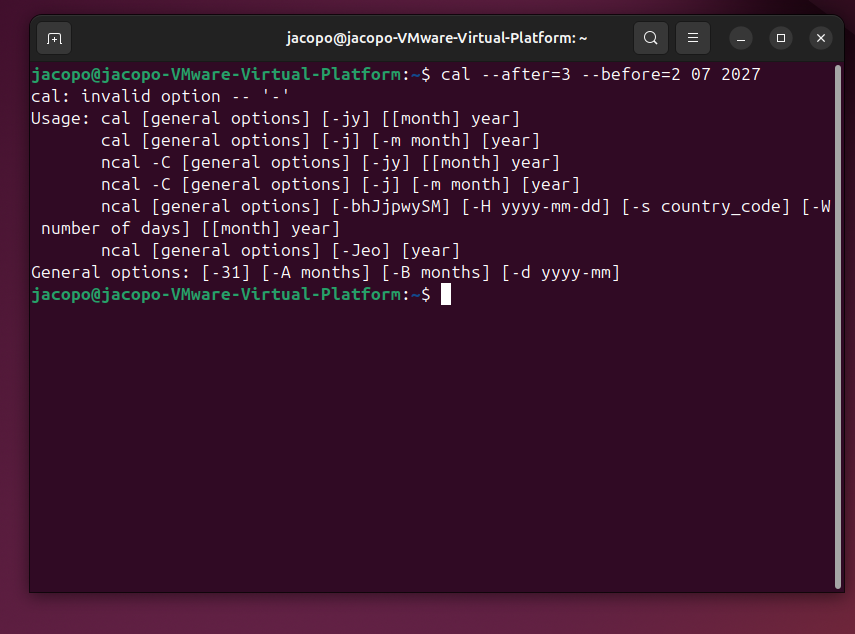 jacopo@jacopo-VMware-Virtual-Platform: ~
jacopo@jacopo-VMware-Virtual-Platform:~$ cal --after=3 --before=2 07 2027
cal: invalid option -- '-'
Usage: cal [general options] [-jy] [[month] year]
       cal [general options] [-j] [-m month] [year]
       ncal -C [general options] [-jy] [[month] year]
       ncal -C [general options] [-j] [-m month] [year]
       ncal [general options] [-bhJjpwySM] [-H yyyy-mm-dd] [-s country_code] [-W
 number of days] [[month] year]
       ncal [general options] [-Jeo] [year]
General options: [-31] [-A months] [-B months] [-d yyyy-mm]
jacopo@jacopo-VMware-Virtual-Platform:~$